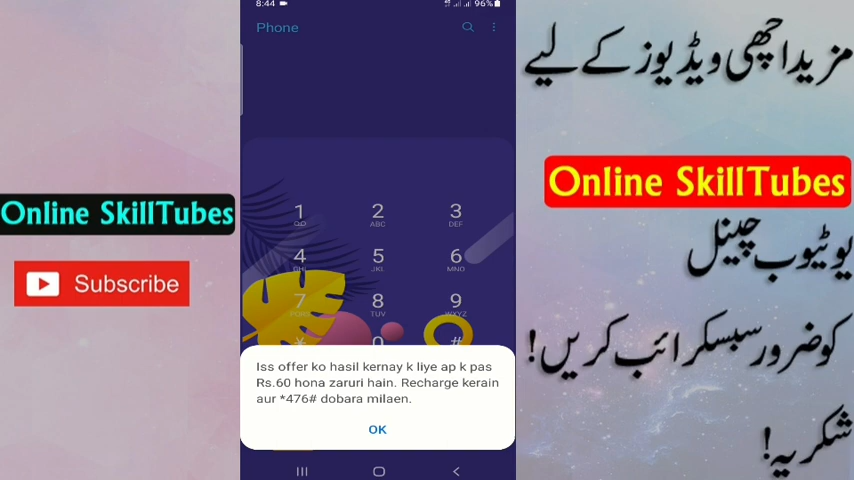 8:44
96%
Phone
1
2 ABC
3 DEF
4 GHI
5 JKL
6 MNO
7
8 TUV
9 WXYZ
Iss offer ko hasil kernay k liye ap k pas
Rs.60 hona zaruri hain. Recharge kerain
aur *476# dobara milaen.
OK
Online SkillTubes
Subscribe
مزید اچھی ویڈیوز کے لیے
Online SkillTubes
یوٹیوب چینل
کو ضرور سبسکرائب کریں!
شکریہ!